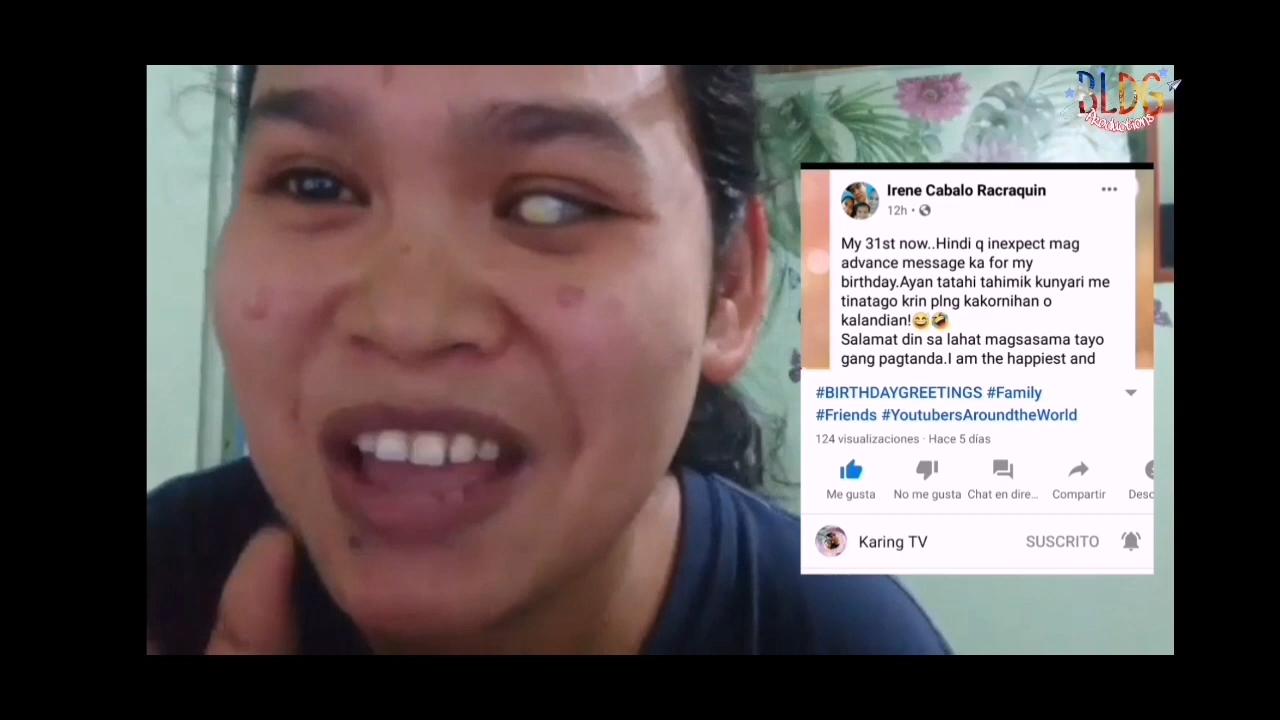 BLDG
Productions
Irene Cabalo Racraquin
12h
My 31st now..Hindi q inexpect mag
advance message ka for my
birthday.Ayan tatahi tahimik kunyari me
tinatago krin plng kakornihan o
kalandian!😅🤣
Salamat din sa lahat magsasama tayo
gang pagtanda.I am the happiest and
#BIRTHDAYGREETINGS #Family
#Friends #YoutubersAroundtheWorld
124 visualizaciones · Hace 5 días
Me gusta No me gusta Chat en dire... Compartir Desc
Karing TV SUSCRITO